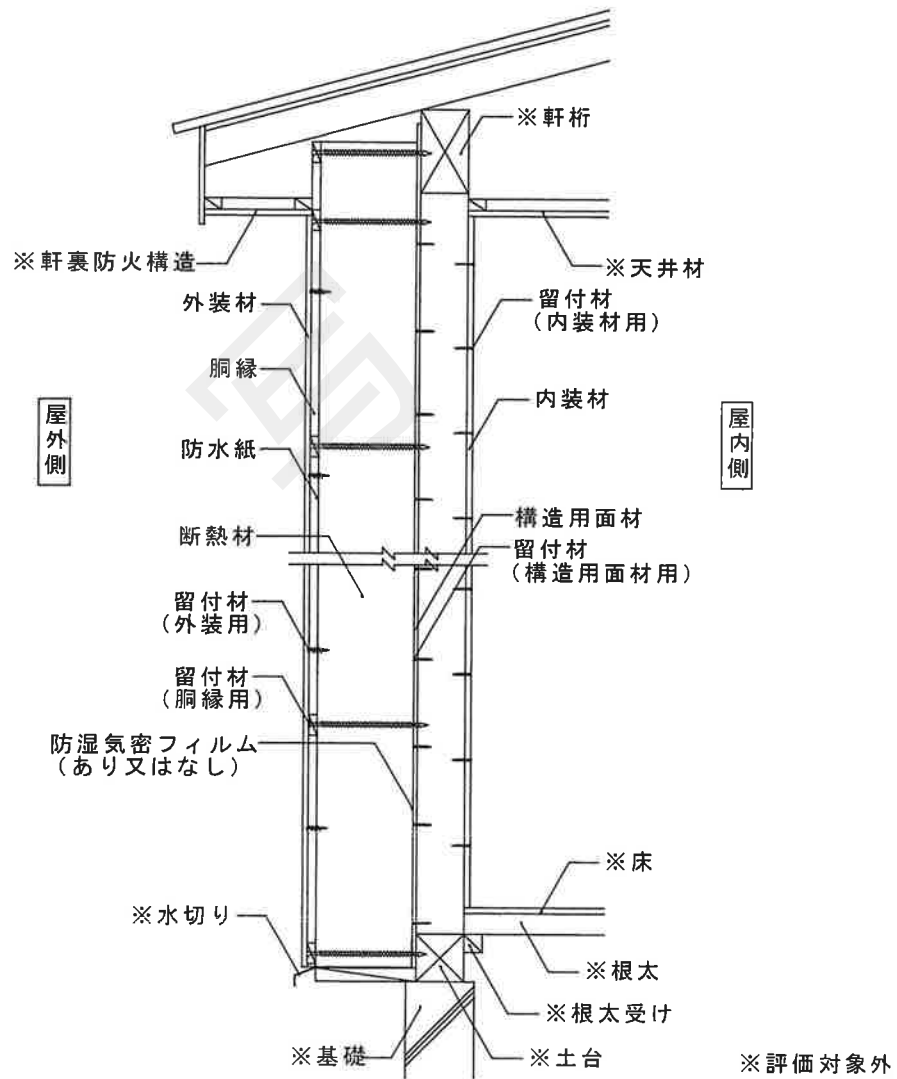 ※軒桁
※軒裏防火構造
※天井材
外装材
留付材
(内装材用)
胴縁
内装材
屋外側
屋内側
防水紙
構造用面材
断熱材
留付材
(構造用面材用)
留付材
(外装用)
留付材
(胴縁用)
防湿気密フィルム
(あり又はなし)
※床
※水切り
※根太
※根太受け
※基礎
※土台
※評価対象外
写